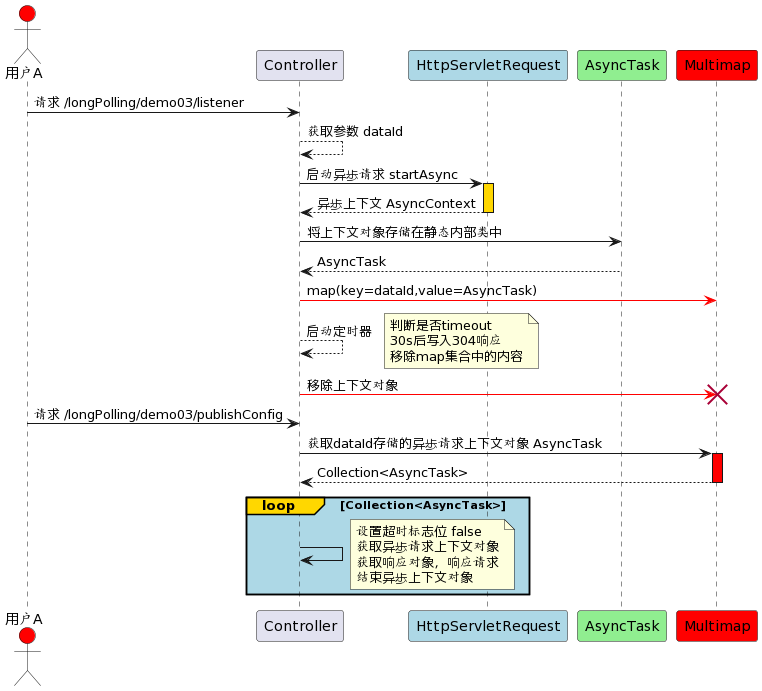 用户A
Controller
HttpServletRequest
AsyncTask
Multimap
请求 /longPolling/demo03/listener
获取参数 dataId
启动异步请求 startAsync
异步上下文 AsyncContext
将上下文对象存储在静态内部类中
AsyncTask
map(key=dataId,value=AsyncTask)
启动定时器
判断是否timeout
30s后写入304响应
移除map集合中的内容
移除上下文对象
请求 /longPolling/demo03/publishConfig
获取dataId存储的异步请求上下文对象 AsyncTask
Collection<AsyncTask>
loop
[Collection<AsyncTask>]
设置超时标志位 false
获取异步请求上下文对象
获取响应对象，响应请求
结束异步上下文对象
用户A
Controller
HttpServletRequest
AsyncTask
Multimap